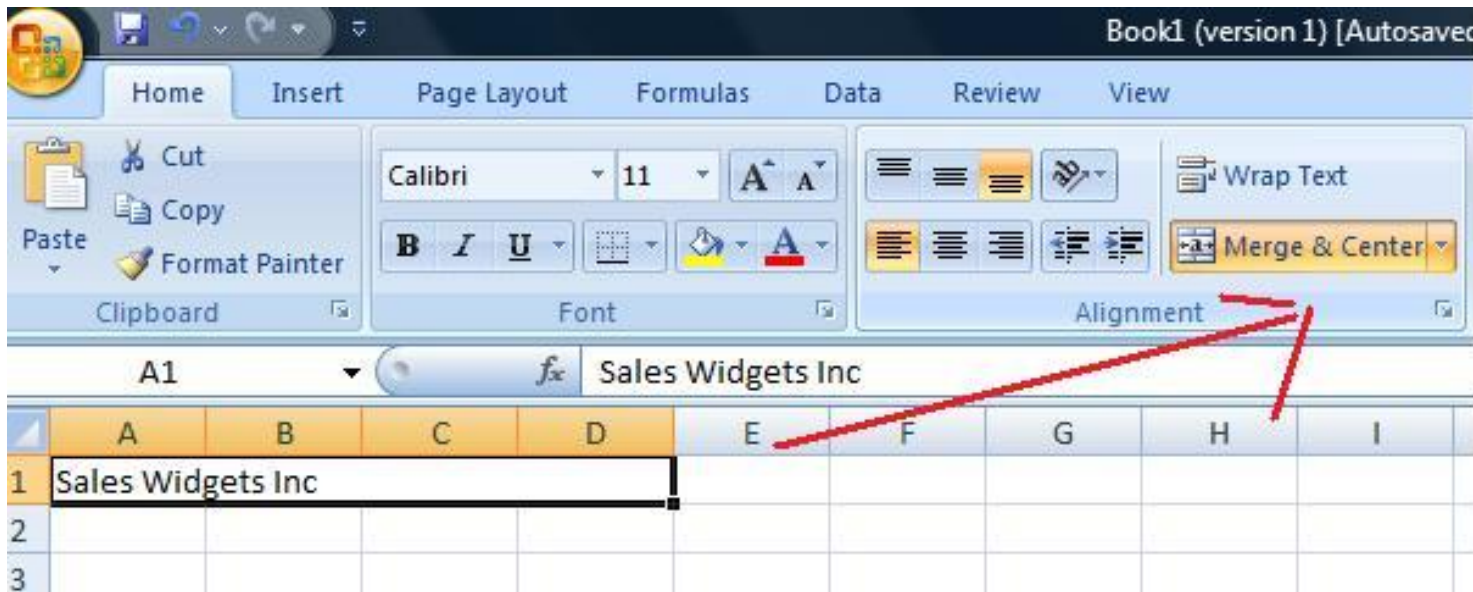 Book1 (version 1) [Autosaved
Home Insert Page Layout Formulas Data Review View
Cut
Copy
Paste
Format Painter
Clipboard
Calibri 11 A A
B I U A
Font
Wrap Text
Merge & Center
Alignment
A1 fx Sales Widgets Inc
A B C D E F G H I
1 Sales Widgets Inc
2
3